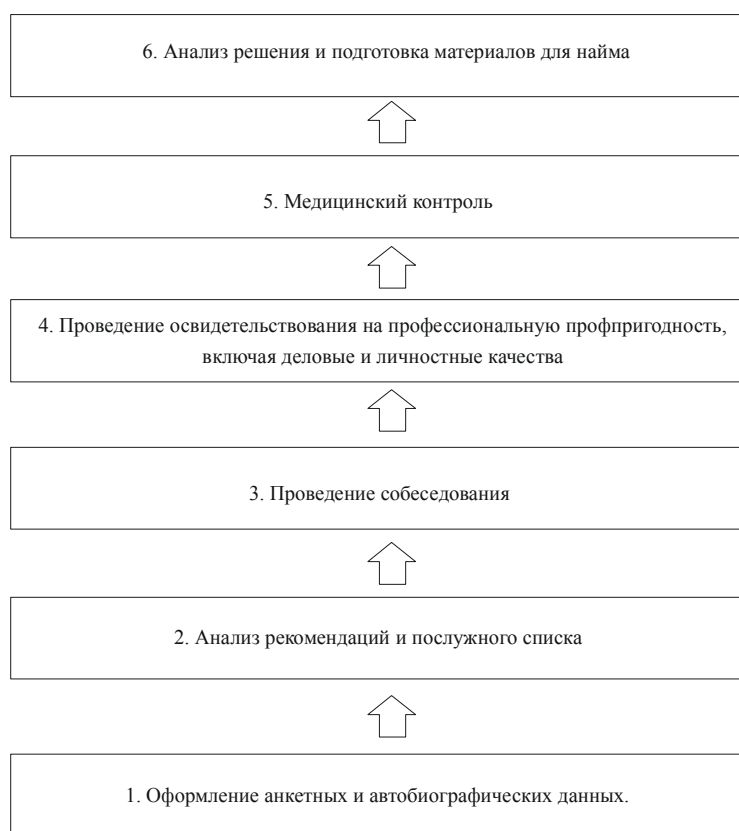 6. Анализ решения и подготовка материалов для найма
5. Медицинский контроль
4. Проведение освидетельствования на профессиональную профпригодность,
включая деловые и личностные качества
3. Проведение собеседования
2. Анализ рекомендаций и послужного списка
1. Оформление анкетных и автобиографических данных.